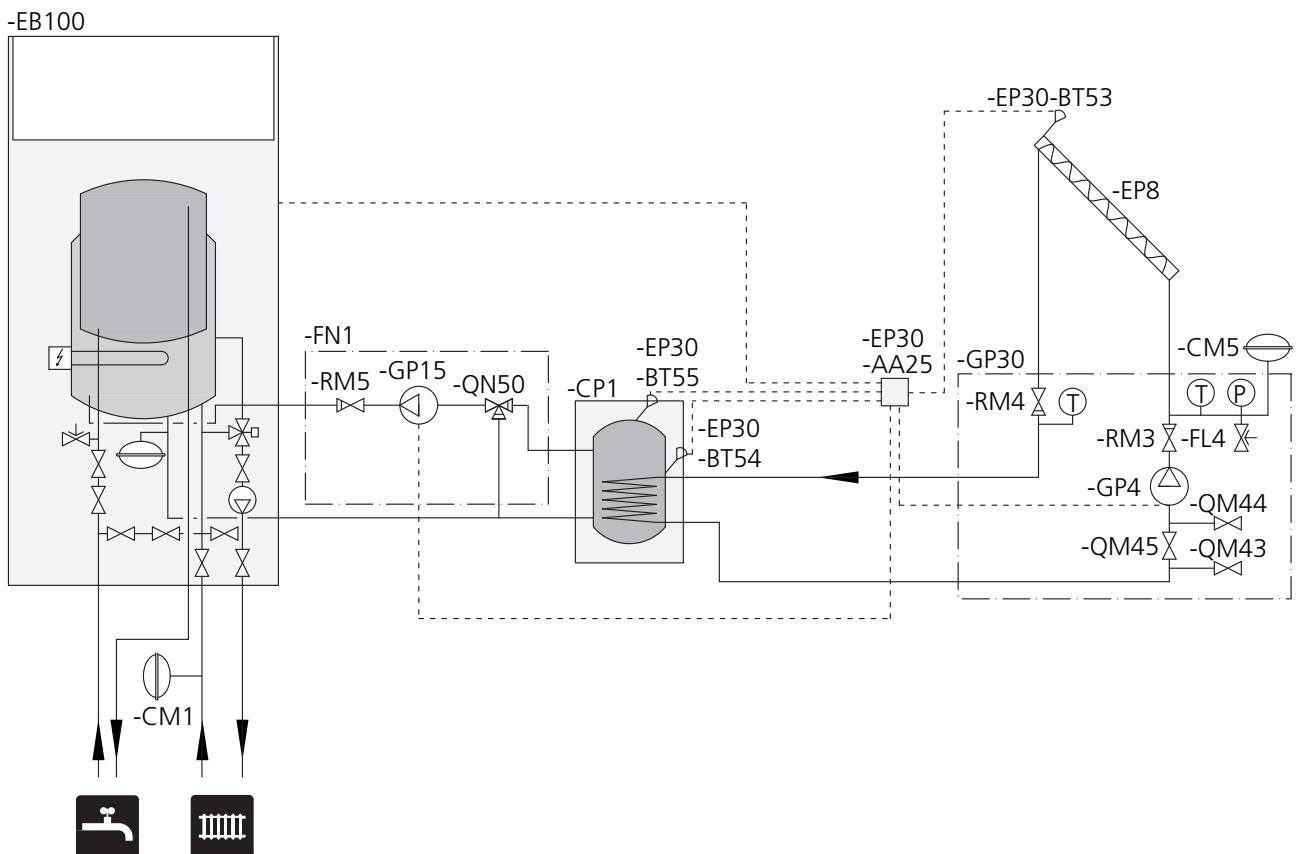 -EB100
-EP30-BT53
-EP8
-FN1
-EP30
-BT55
-EP30
-AA25
-GP30
-CM5
-RM5
-GP15
-QN50
-CP1
-RM4
T
T
P
-EP30
-BT54
-RM3
-FL4
-GP4
-QM44
-QM45
-QM43
-CM1